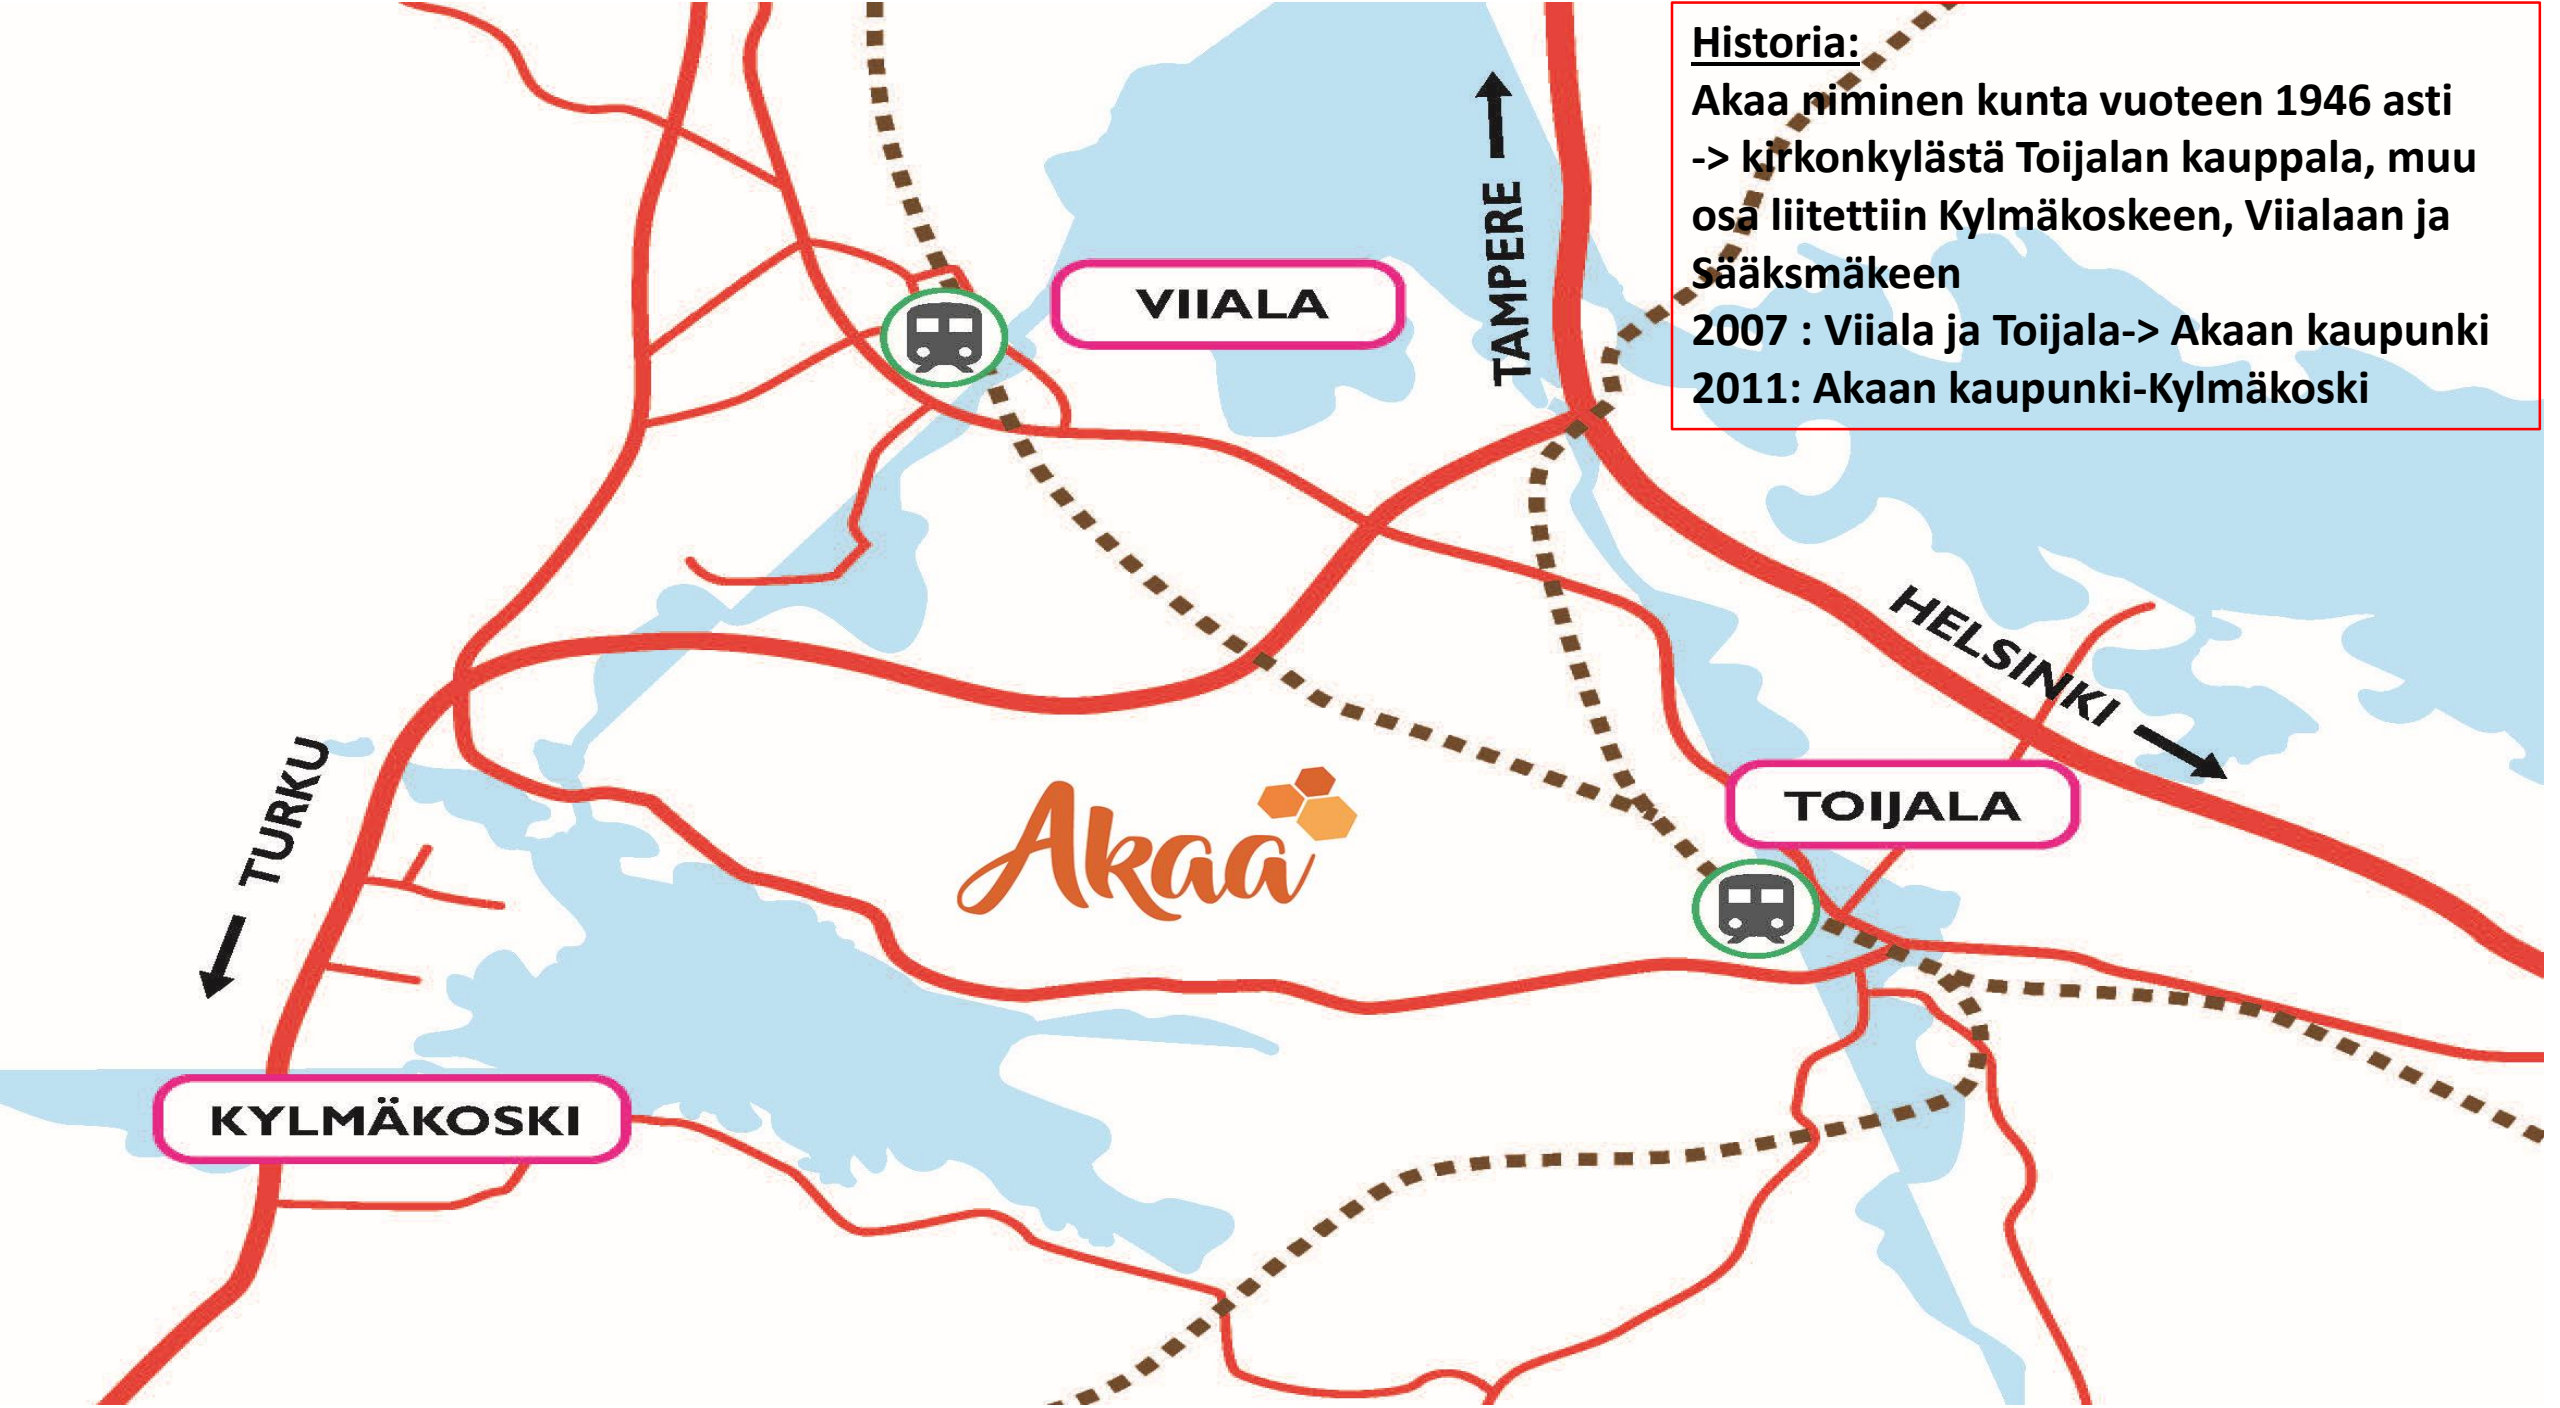 Historia:
Akaa niminen kunta vuoteen 1946 asti
-> kirkonkylästä Toijalan kauppala, muu
osa liitettiin Kylmäkoskeen, Viialaan ja
Sääksmäkeen
2007 : Viiala ja Toijala-> Akaan kaupunki
2011: Akaan kaupunki-Kylmäkoski
TAMPERE
VIIALA
HELSINKI
TURKU
Akaa
TOIJALA
KYLMÄKOSKI